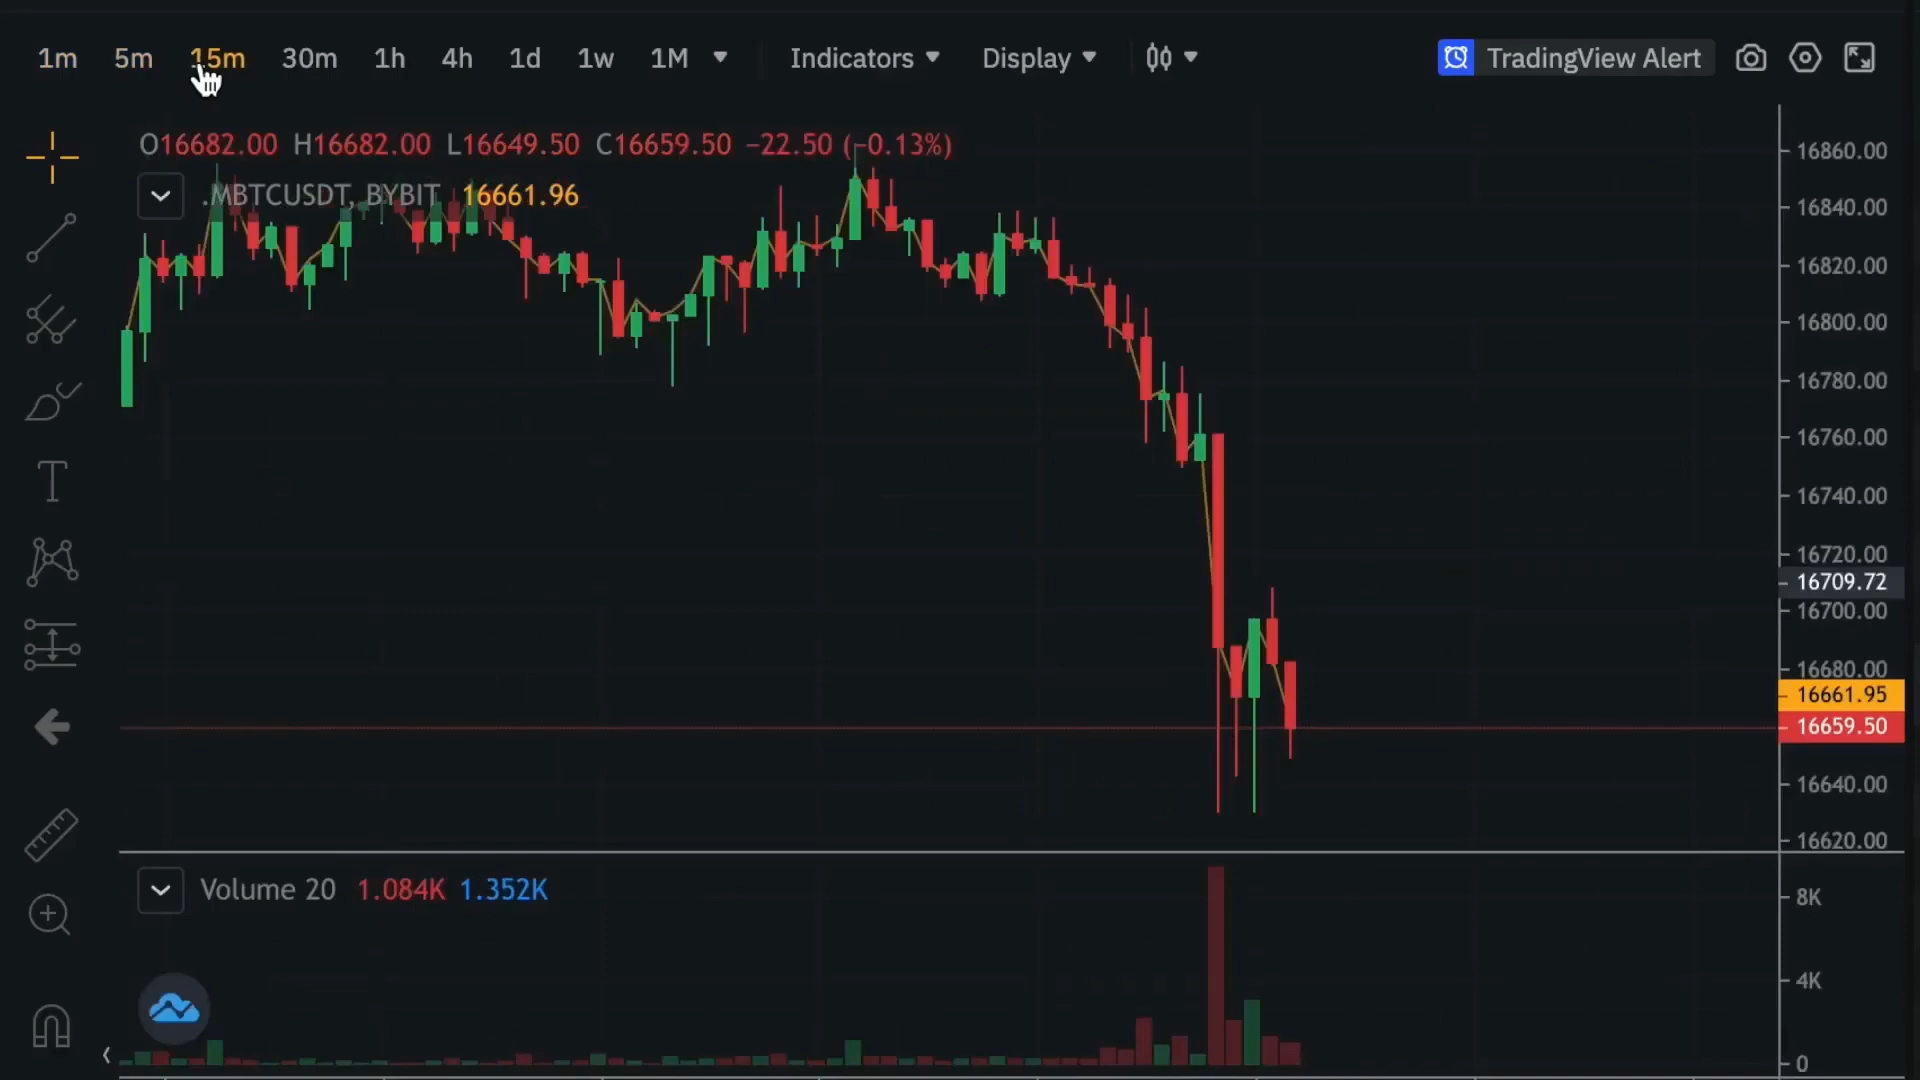 1m 5m 15m 30m 1h 4h 1d 1w 1M Indicators Display TradingView Alert
O16682.00 H16682.00 L16649.50 C16659.50 −22.50 (−0.13%)
.MBTCUSDT, BYBIT 16661.96
16860.00
16840.00
16820.00
16800.00
16780.00
16760.00
16740.00
16720.00
16709.72
16700.00
16680.00
16661.95
16659.50
16640.00
16620.00
Volume 20 1.084K 1.352K
8K
4K
0